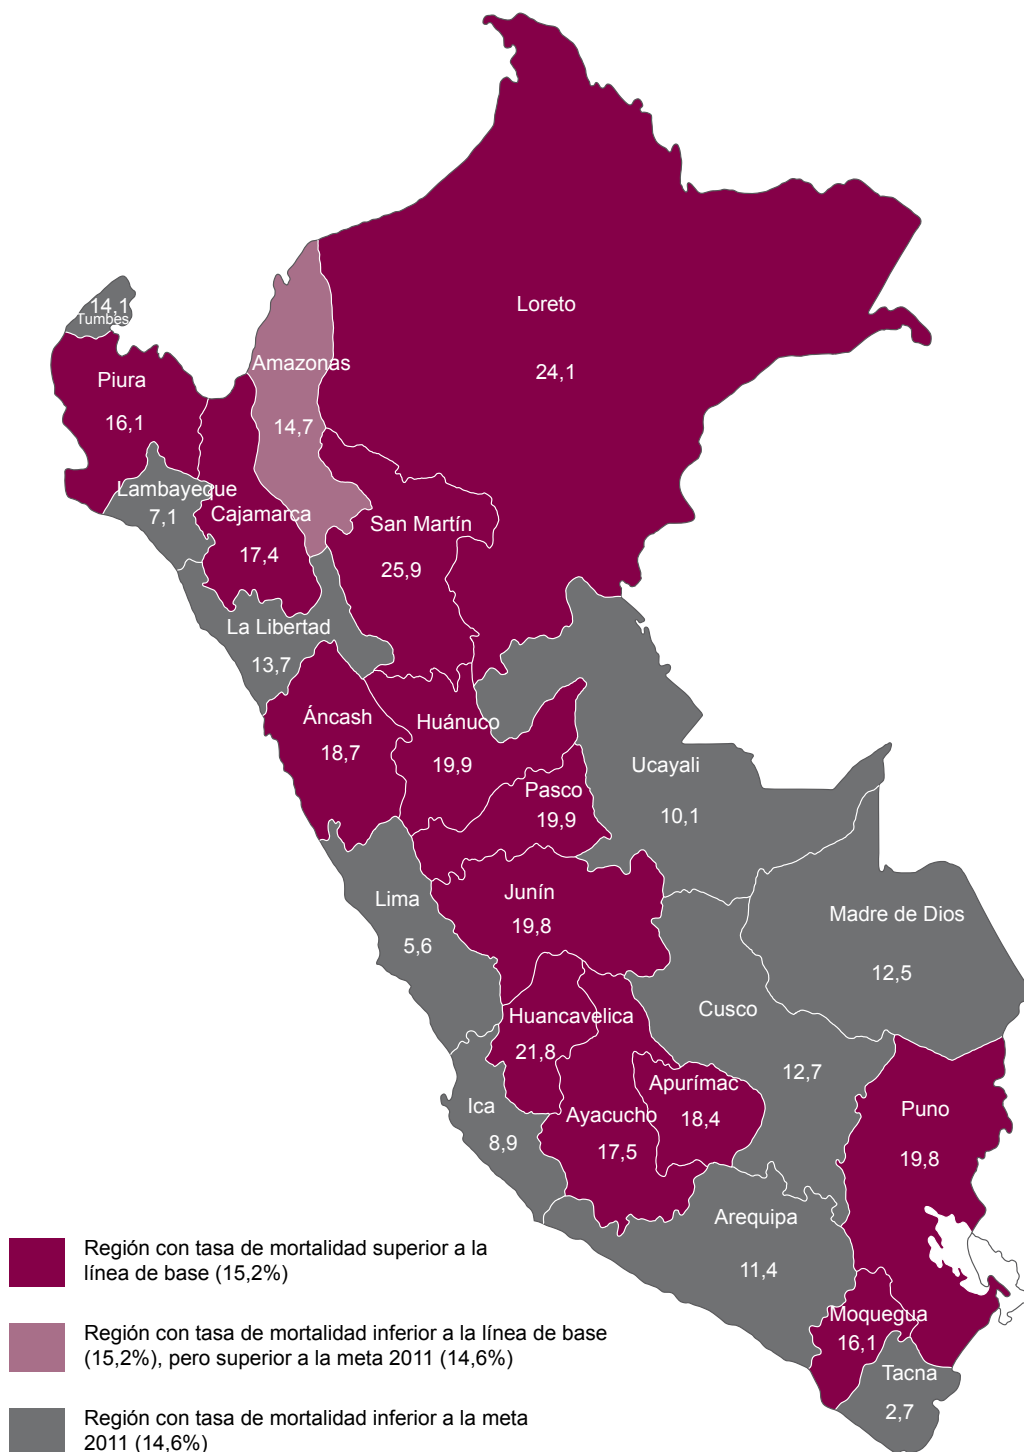 Loreto
24,1
14,1
Tumbes
Amazonas
14,7
Piura
16,1
Lambayeque
7,1
Cajamarca
17,4
San Martín
25,9
La Libertad
13,7
Áncash
18,7
Huánuco
19,9
Ucayali
10,1
Pasco
19,9
Lima
5,6
Junín
19,8
Madre de Dios
12,5
Huancavelica
21,8
Cusco
12,7
Apurímac
18,4
Ica
8,9
Ayacucho
17,5
Puno
19,8
Arequipa
11,4
Moquegua
16,1
Tacna
2,7
Región con tasa de mortalidad superior a la
línea de base (15,2%)
Región con tasa de mortalidad inferior a la línea de base
(15,2%), pero superior a la meta 2011 (14,6%)
Región con tasa de mortalidad inferior a la meta
2011 (14,6%)